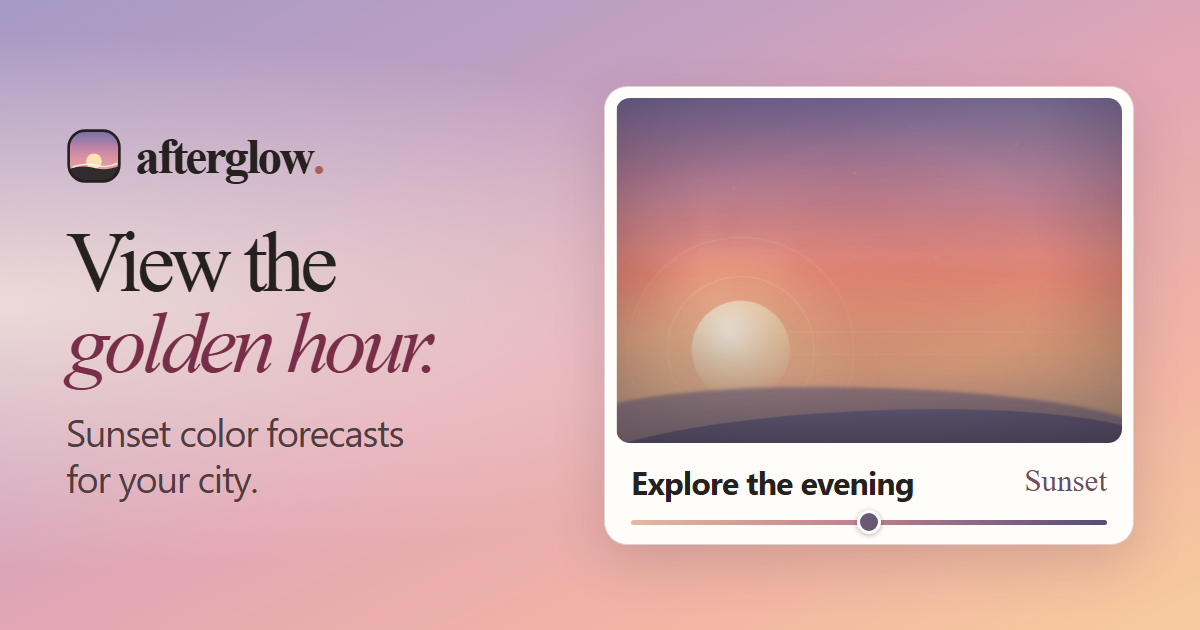 afterglow.
View the
golden hour.
Sunset color forecasts
for your city.
Explore the evening
Sunset